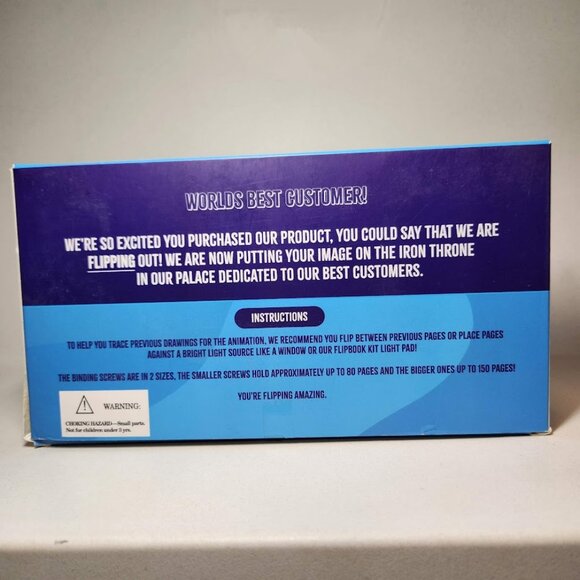 WORLDS BEST CUSTOMER!
WE'RE SO EXCITED YOU PURCHASED OUR PRODUCT, YOU COULD SAY THAT WE ARE
FLIPPING OUT! WE ARE NOW PUTTING YOUR IMAGE ON THE IRON THRONE
IN OUR PALACE DEDICATED TO OUR BEST CUSTOMERS.
INSTRUCTIONS
TO HELP YOU TRACE PREVIOUS DRAWINGS FOR THE ANIMATION, WE RECOMMEND YOU FLIP BETWEEN PREVIOUS PAGES OR PLACE PAGES
AGAINST A BRIGHT LIGHT SOURCE LIKE A WINDOW OR OUR FLIPBOOK KIT LIGHT PAD!
THE BINDING SCREWS ARE IN 2 SIZES, THE SMALLER SCREWS HOLD APPROXIMATELY UP TO 80 PAGES AND THE BIGGER ONES UP TO 150 PAGES!
YOU'RE FLIPPING AMAZING.
WARNING:
CHOKING HAZARD—Small parts.
Not for children under 3 yrs.